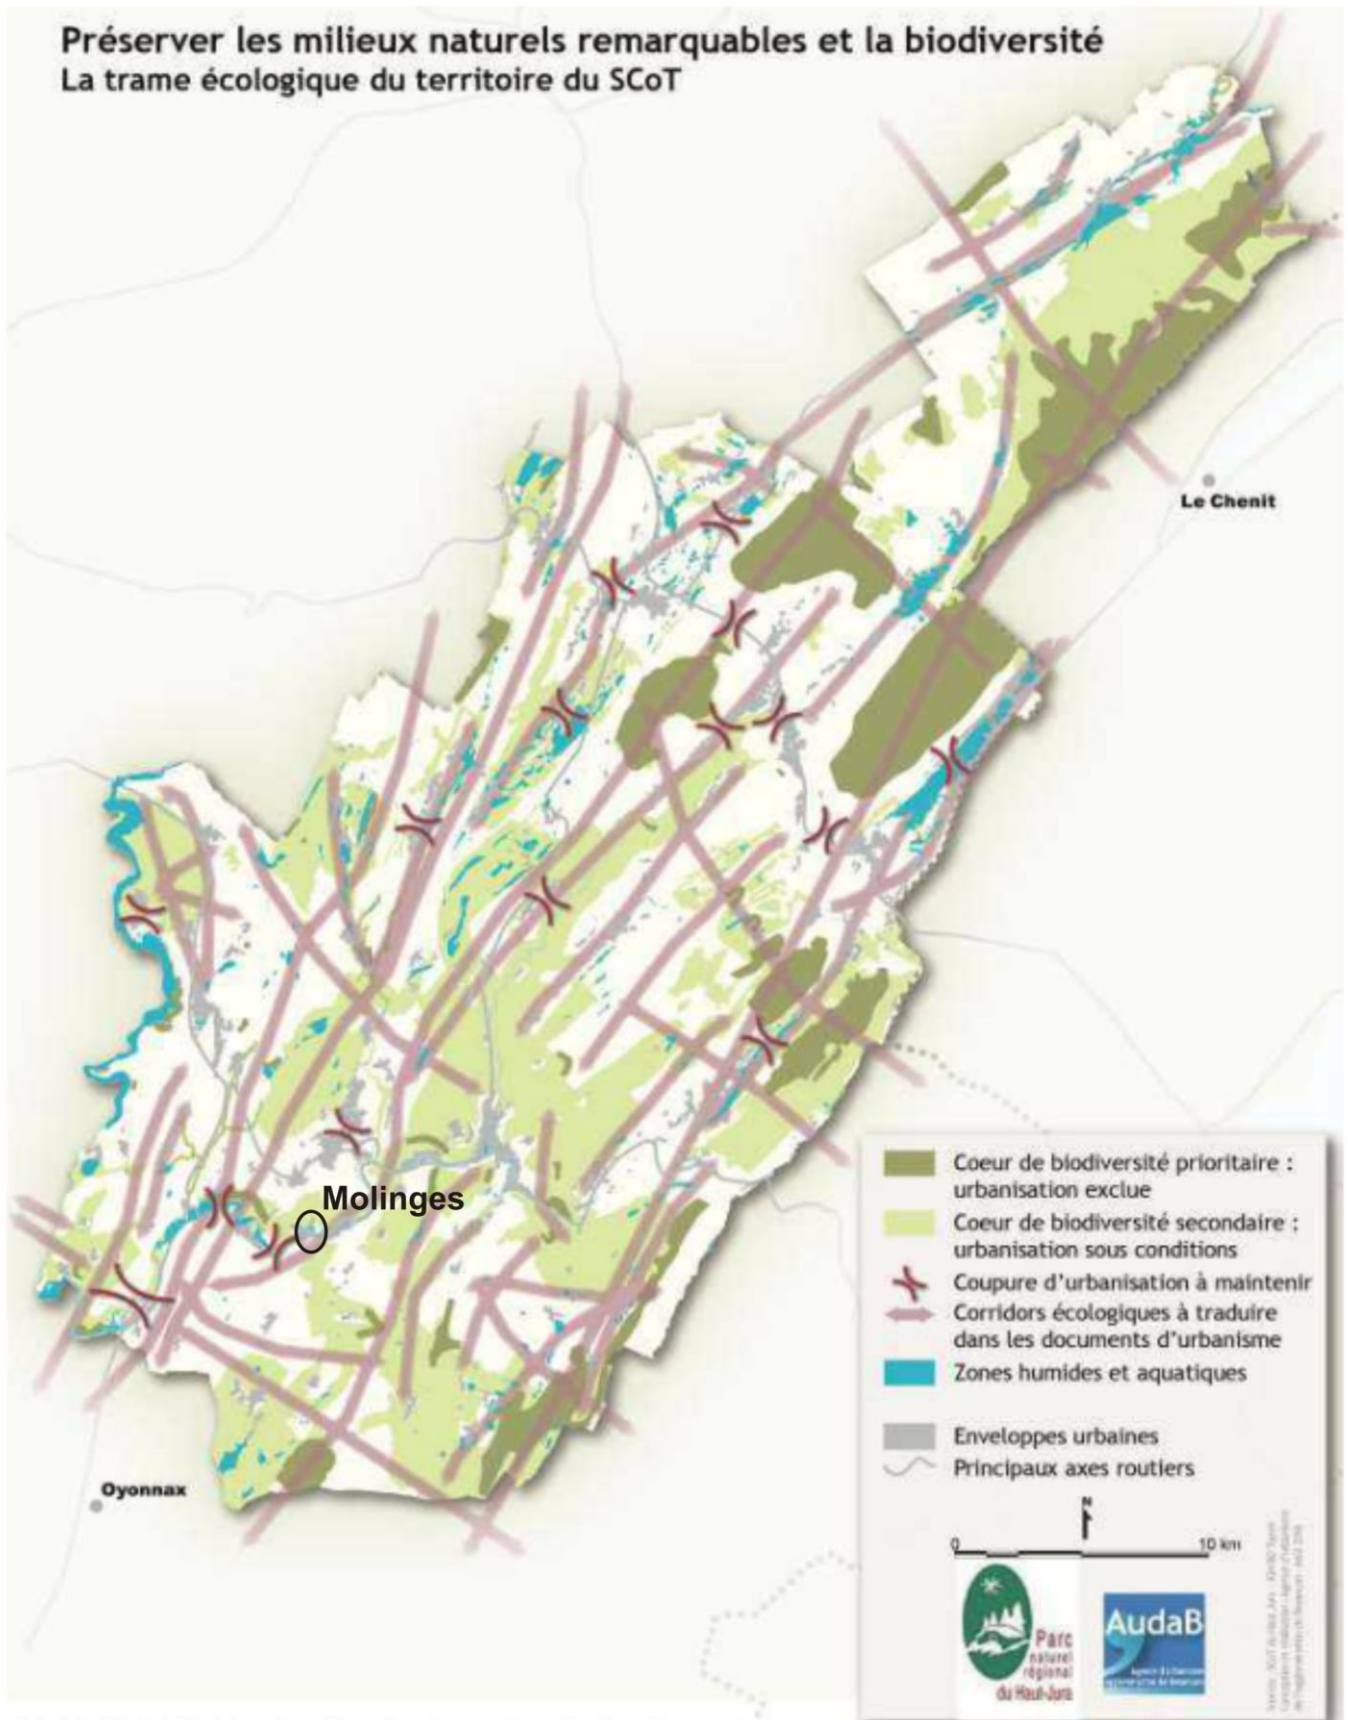 Préserver les milieux naturels remarquables et la biodiversité
La trame écologique du territoire du SCoT
Le Chenit
Molinges
Oyonnax
Coeur de biodiversité prioritaire :
urbanisation exclue
Coeur de biodiversité secondaire :
urbanisation sous conditions
Coupure d'urbanisation à maintenir
Corridors écologiques à traduire
dans les documents d'urbanisme
Zones humides et aquatiques
Enveloppes urbaines
Principaux axes routiers
N
0
10 km
Parc
naturel
régional
du Haut-Jura
AudaB